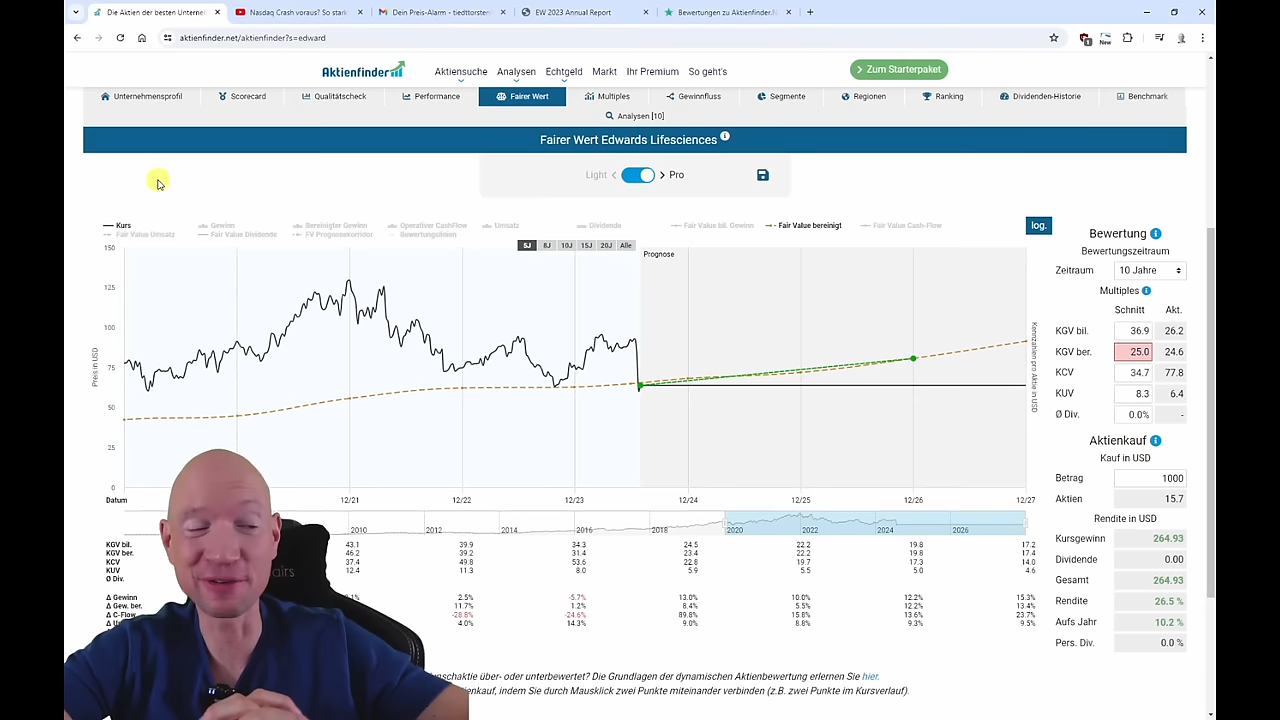 Die Aktien der besten Unterne
Nasdaq Crash voraus? So stark
Dein Preis-Alarm - tiedttorsten
EW 2023 Annual Report
Bewertungen zu Aktienfinder.N
aktienfinder.net/aktienfinder?s=edward
New
Aktienfinder
Aktiensuche
Analysen
Echtgeld
Markt
Ihr Premium
So geht's
Zum Starterpaket
Unternehmensprofil
Scorecard
Qualitätscheck
Performance
Fairer Wert
Multiples
Gewinnfluss
Segmente
Regionen
Ranking
Dividenden-Historie
Benchmark
Analysen [10]
Fairer Wert Edwards Lifesciences
Light < > Pro
Kurs
Gewinn
Bereinigter Gewinn
Operativer CashFlow
Umsatz
Dividende
Fair Value bil. Gewinn
Fair Value bereinigt
Fair Value Cash-Flow
Fair Value Umsatz
Fair Value Dividende
FV Prognosekorridor
Bewertungslinien
log.
5J 8J 10J 15J 20J Alle
Prognose
150
125
100
75
50
25
0
Preis in USD
Kennzahlen pro Aktie in USD
Datum 12/21 12/22 12/23 12/24 12/25 12/26 12/27
2010 2012 2014 2016 2018 2020 2022 2024 2026
KGV bil. 43.1 39.9 34.3 24.5 22.2 19.8 17.2
KGV ber. 46.2 39.2 31.4 23.4 22.2 19.8 17.4
KCV 37.4 49.8 53.6 22.8 19.7 17.3 14.0
KUV 12.4 11.3 8.0 5.9 5.5 5.0 4.6
Ø Div.
Δ Gewinn 2.5% -5.7% 13.0% 10.0% 12.2% 15.3%
Δ Gew. ber. 11.7% 1.2% 8.4% 5.5% 12.2% 13.4%
Δ C-Flow -28.6% -24.6% 89.8% 15.8% 13.6% 23.7%
4.0% 14.3% 9.0% 8.8% 9.3% 9.5%
Bewertung
Bewertungszeitraum
Zeitraum 10 Jahre
Multiples
Schnitt Akt.
KGV bil. 36.9 26.2
KGV ber. 25.0 24.6
KCV 34.7 77.8
KUV 8.3 6.4
Ø Div. 0.0% -
Aktienkauf
Kauf in USD
Betrag 1000
Aktien 15.7
Rendite in USD
Kursgewinn 264.93
Dividende 0.00
Gesamt 264.93
Rendite 26.5 %
Aufs Jahr 10.2 %
Pers. Div. 0.0 %
nschaktie über- oder unterbewertet? Die Grundlagen der dynamischen Aktienbewertung erlernen Sie hier.
ienkauf, indem Sie durch Mausklick zwei Punkte miteinander verbinden (z.B. zwei Punkte im Kursverlauf).
airs